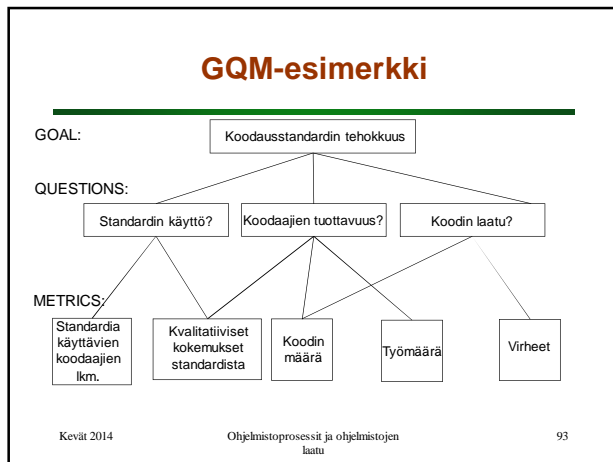 GQM-esimerkki
GOAL:
Koodausstandardin tehokkuus
QUESTIONS:
Standardin käyttö?
Koodaajien tuottavuus?
Koodin laatu?
METRICS:
Standardia
käyttävien
koodaajien
lkm.
Kvalitatiiviset
kokemukset
standardista
Koodin
määrä
Työmäärä
Virheet
Kevät 2014
Ohjelmistoprosessit ja ohjelmistojen
laatu
93